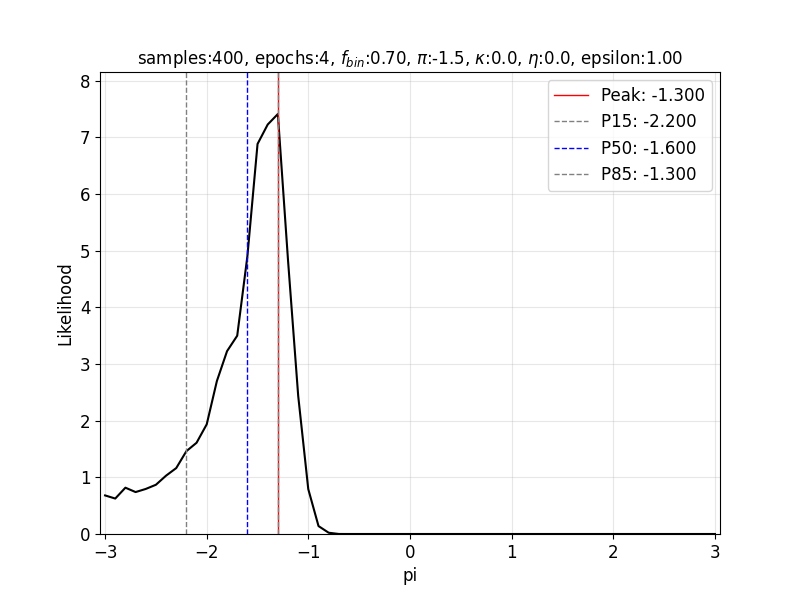 samples:400, epochs:4, f_bin:0.70, π:-1.5, κ:0.0, η:0.0, epsilon:1.00
8
7
6
5
4
3
2
1
0
Likelihood
Peak: -1.300
P15: -2.200
P50: -1.600
P85: -1.300
−3 −2 −1 0 1 2 3
pi